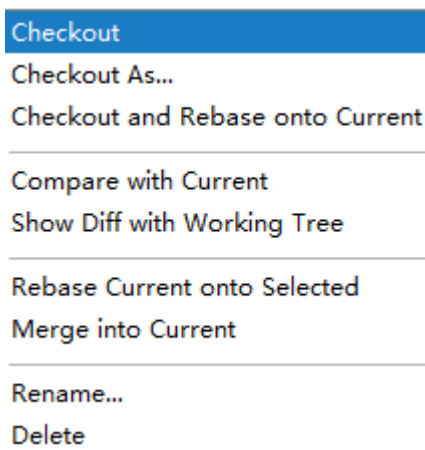 Checkout
Checkout As...
Checkout and Rebase onto Current
Compare with Current
Show Diff with Working Tree
Rebase Current onto Selected
Merge into Current
Rename...
Delete